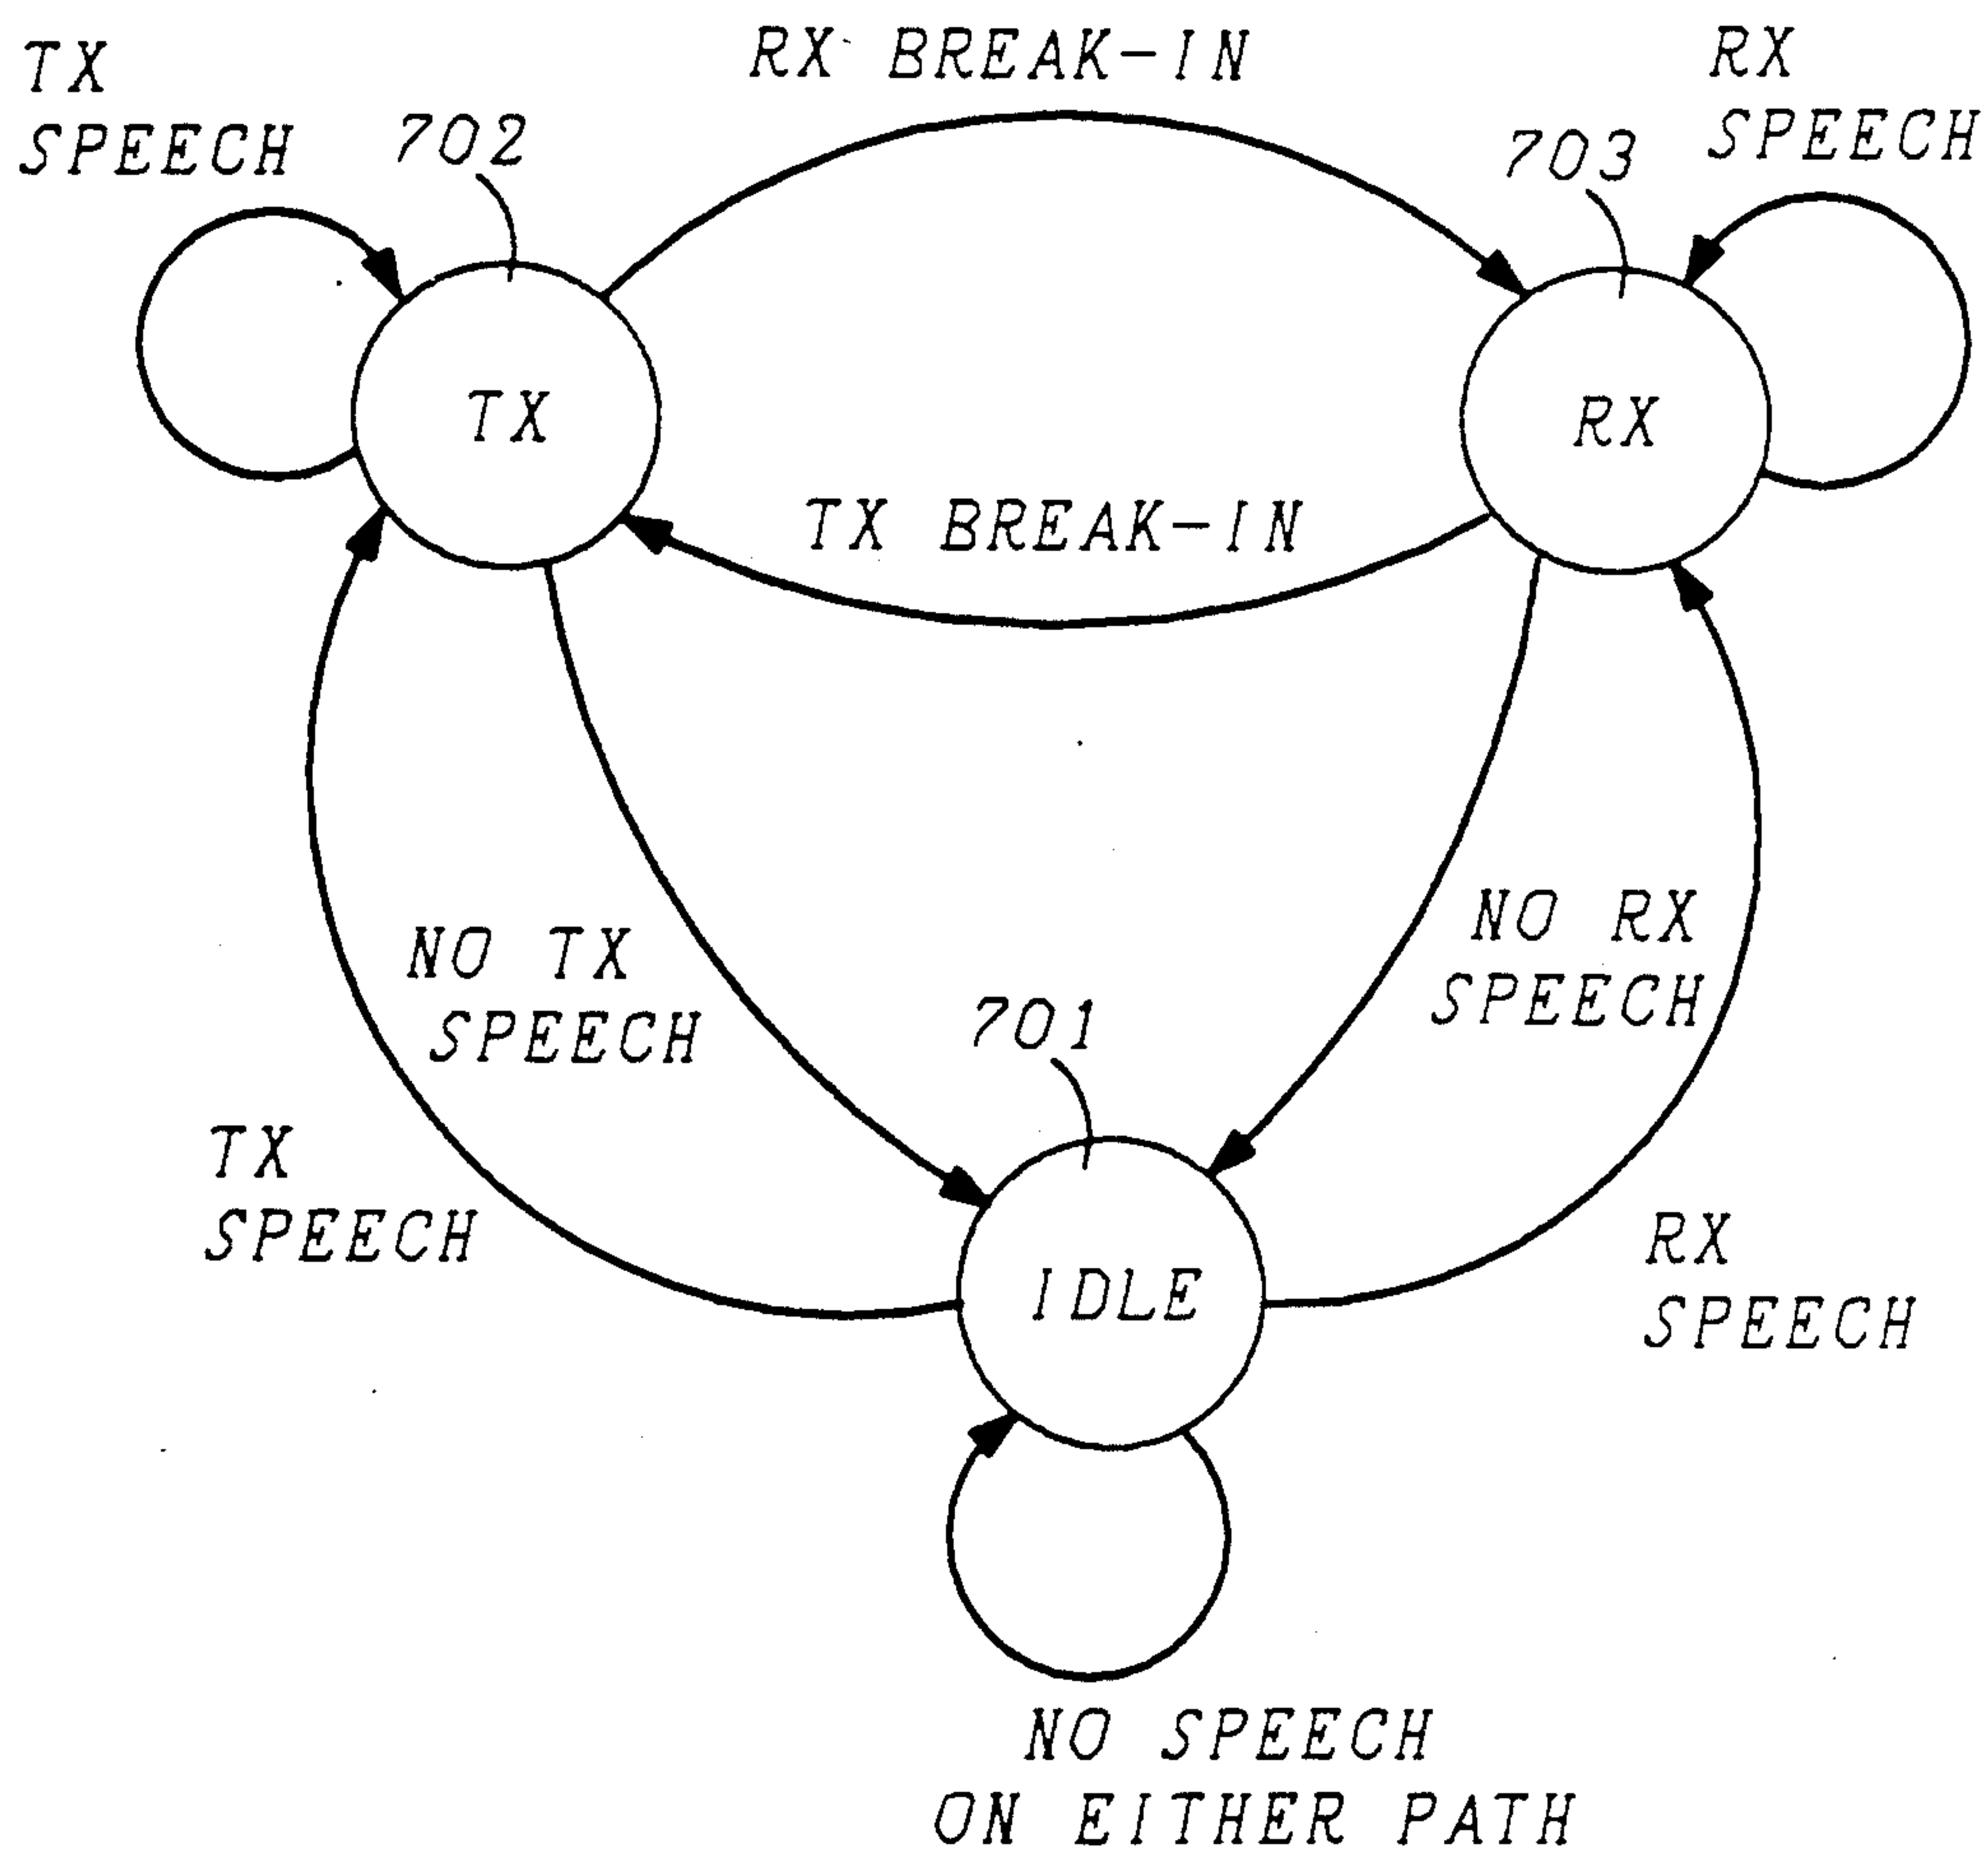 RX BREAK-IN
TX
SPEECH
702
RX
SPEECH
703
TX
RX
TX BREAK-IN
NO TX
SPEECH
NO RX
SPEECH
701
TX
SPEECH
RX
SPEECH
IDLE
NO SPEECH
ON EITHER PATH